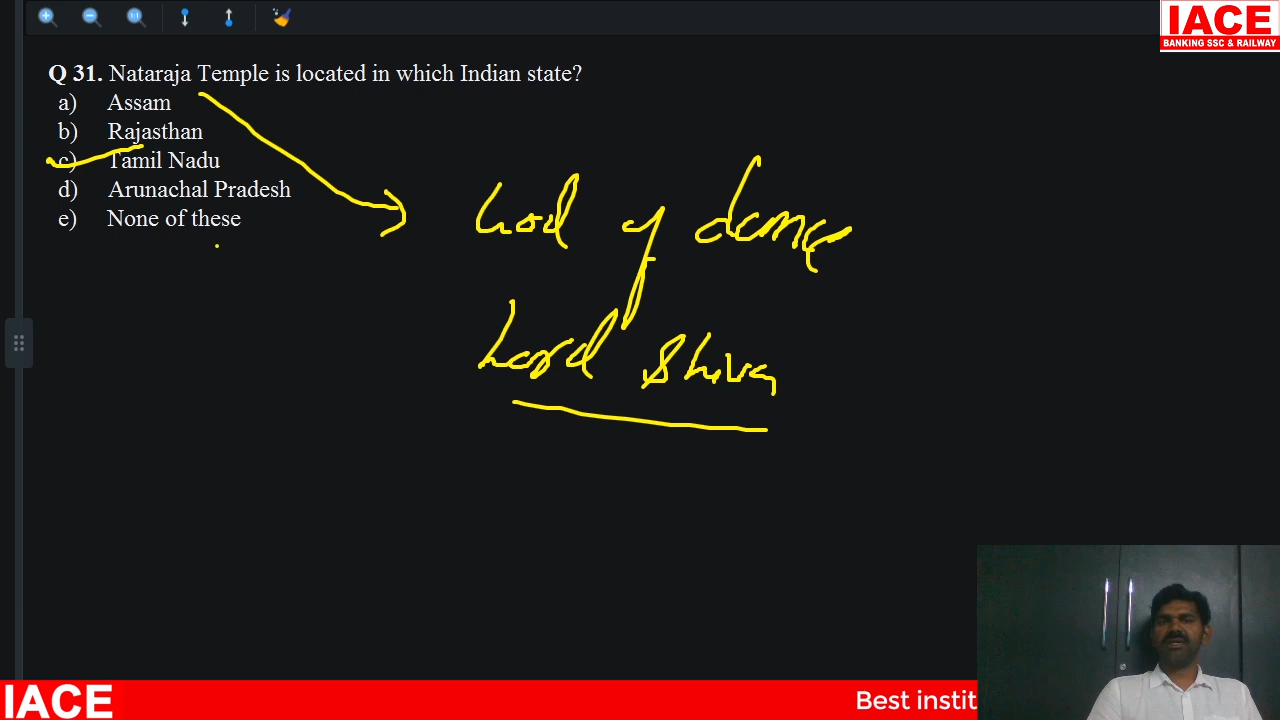 IACE
BANKING SSC & RAILWAY
Q 31. Nataraja Temple is located in which Indian state?
a) Assam
b) Rajasthan
c) Tamil Nadu
d) Arunachal Pradesh
e) None of these
God of dance
Lord Shiva
IACE
Best instit